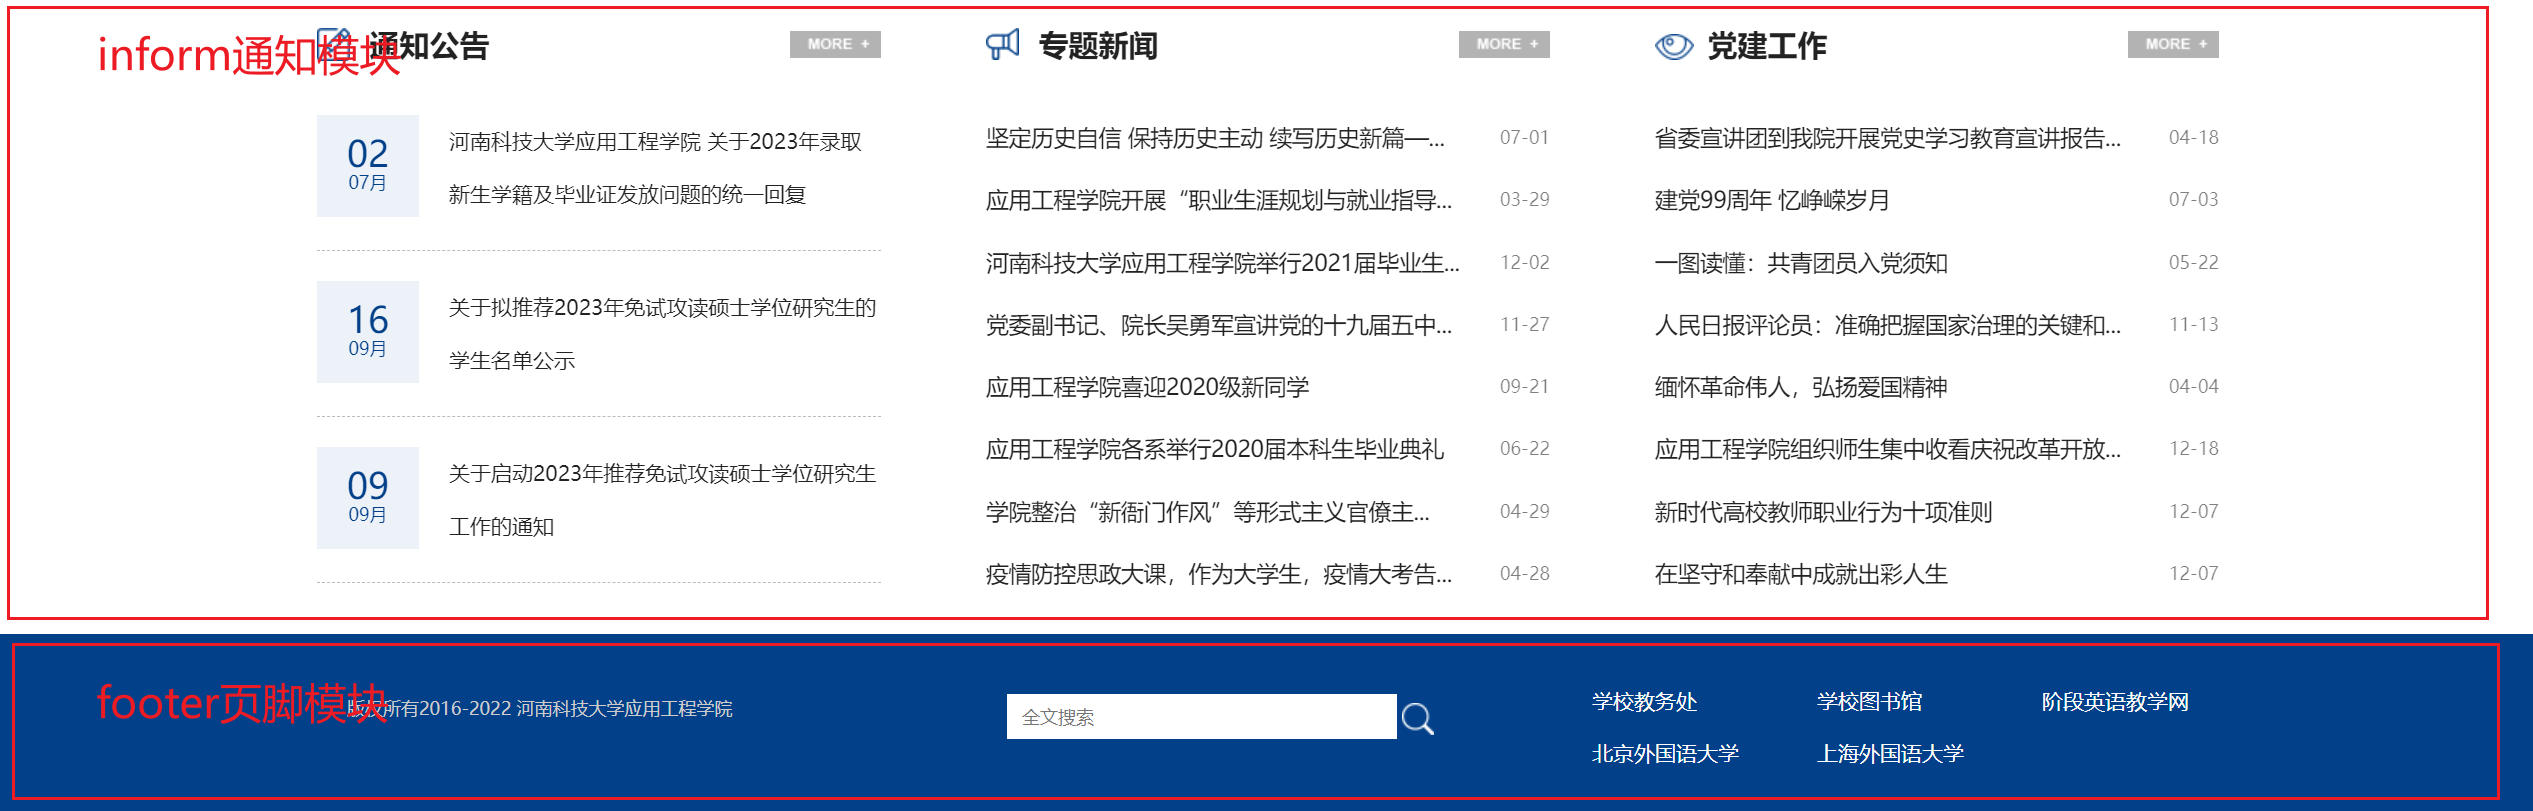 inform通知模块
通知公告
MORE +
02
07月
河南科技大学应用工程学院 关于2023年录取
新生学籍及毕业证发放问题的统一回复
16
09月
关于拟推荐2023年免试攻读硕士学位研究生的
学生名单公示
09
09月
关于启动2023年推荐免试攻读硕士学位研究生
工作的通知
专题新闻
MORE +
坚定历史自信 保持历史主动 续写历史新篇—... 07-01
应用工程学院开展“职业生涯规划与就业指导... 03-29
河南科技大学应用工程学院举行2021届毕业生... 12-02
党委副书记、院长吴勇军宣讲党的十九届五中... 11-27
应用工程学院喜迎2020级新同学 09-21
应用工程学院各系举行2020届本科生毕业典礼 06-22
学院整治“新衙门作风”等形式主义官僚主... 04-29
疫情防控思政大课，作为大学生，疫情大考告... 04-28
党建工作
MORE +
省委宣讲团到我院开展党史学习教育宣讲报告... 04-18
建党99周年 忆峥嵘岁月 07-03
一图读懂：共青团员入党须知 05-22
人民日报评论员：准确把握国家治理的关键和... 11-13
缅怀革命伟人，弘扬爱国精神 04-04
应用工程学院组织师生集中收看庆祝改革开放... 12-18
新时代高校教师职业行为十项准则 12-07
在坚守和奉献中成就出彩人生 12-07
footer页脚模块
版权所有2016-2022 河南科技大学应用工程学院
全文搜索
学校教务处 学校图书馆 阶段英语教学网
北京外国语大学 上海外国语大学